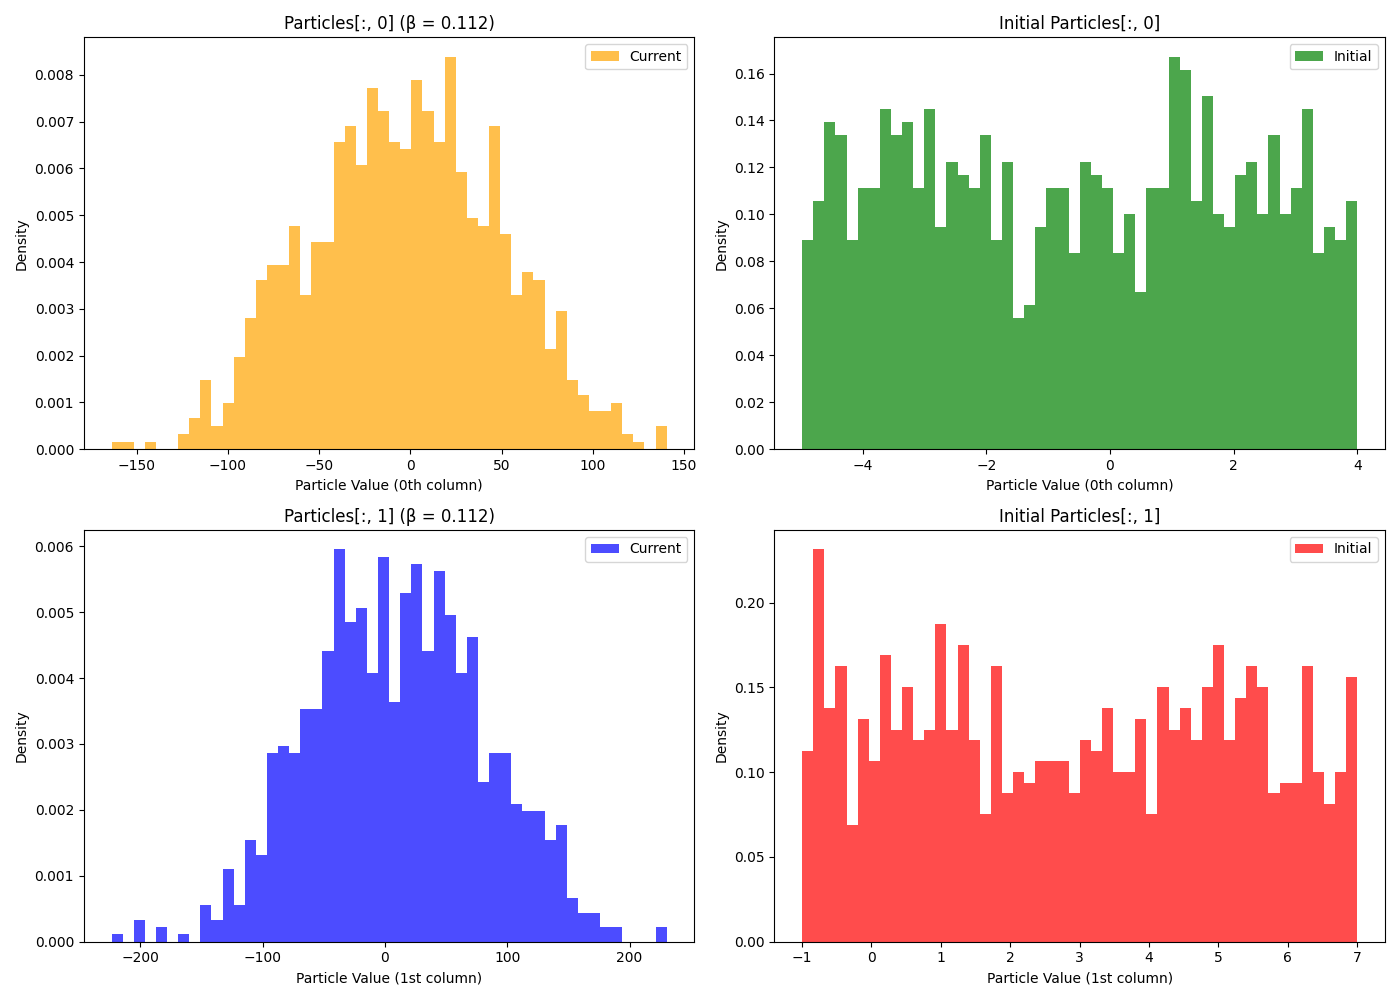 Particles[:, 0] (β = 0.112)
Current
Density
0.008
0.007
0.006
0.005
0.004
0.003
0.002
0.001
0.000
−150 −100 −50 0 50 100 150
Particle Value (0th column)
Initial Particles[:, 0]
Initial
Density
0.16
0.14
0.12
0.10
0.08
0.06
0.04
0.02
0.00
−4 −2 0 2 4
Particle Value (0th column)
Particles[:, 1] (β = 0.112)
Current
Density
0.006
0.005
0.004
0.003
0.002
0.001
0.000
−200 −100 0 100 200
Particle Value (1st column)
Initial Particles[:, 1]
Initial
Density
0.20
0.15
0.10
0.05
0.00
−1 0 1 2 3 4 5 6 7
Particle Value (1st column)